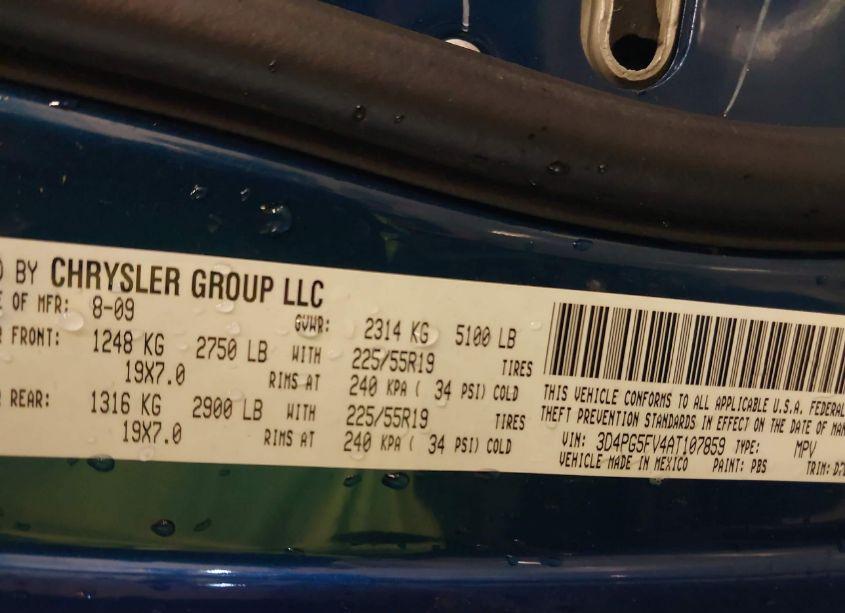 ) BY CHRYSLER GROUP LLC
E OF MFR: 8-09 GVWR: 2314 KG 5100 LB
R FRONT: 1248 KG 2750 LB WITH 225/55R19 TIRES
19X7.0 RIMS AT 240 KPA ( 34 PSI) COLD
REAR: 1316 KG 2900 LB WITH 225/55R19 TIRES
19X7.0 RIMS AT 240 KPA ( 34 PSI) COLD
THIS VEHICLE CONFORMS TO ALL APPLICABLE U.S.A. FEDERAL
THEFT PREVENTION STANDARDS IN EFFECT ON THE DATE OF MAN
VIN: 3D4PG5FV4AT107859 TYPE: MPV
VEHICLE MADE IN MEXICO PAINT: PBS TRIM: